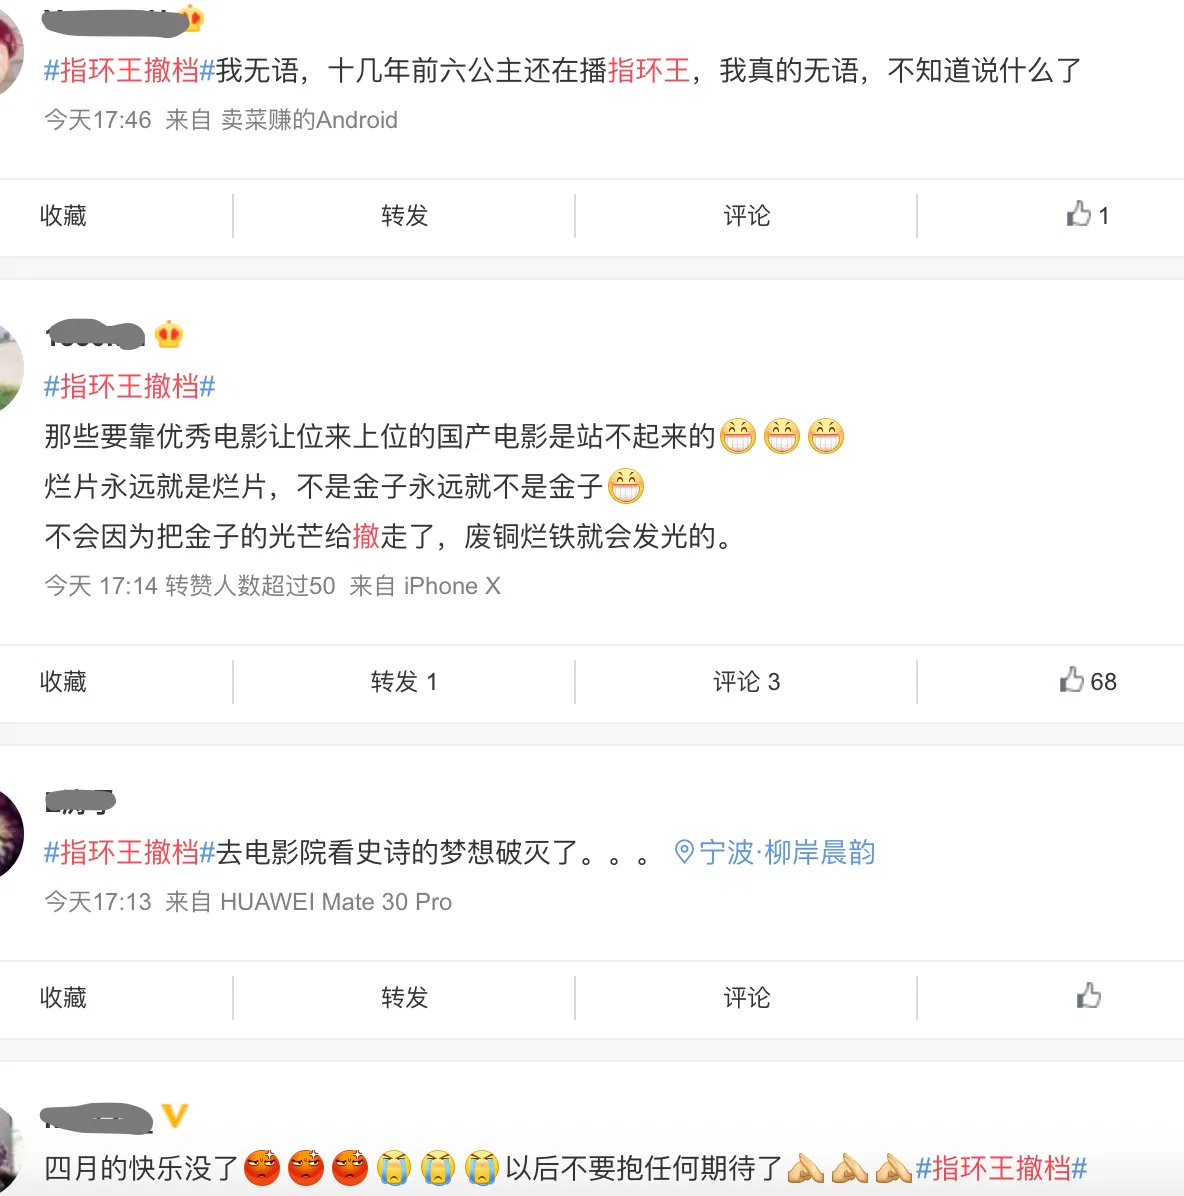 #指环王撤档#我无语，十几年前六公主还在播指环王，我真的无语，不知道说什么了
今天17:46 来自 卖菜赚的Android
收藏 转发 评论 1
#指环王撤档#
那些要靠优秀电影让位来上位的国产电影是站不起来的
烂片永远就是烂片，不是金子永远就不是金子
不会因为把金子的光芒给撤走了，废铜烂铁就会发光的。
今天 17:14 转赞人数超过50 来自 iPhone X
收藏 转发 1 评论 3 68
#指环王撤档#去电影院看史诗的梦想破灭了。。。 宁波·柳岸晨韵
今天17:13 来自 HUAWEI Mate 30 Pro
收藏 转发 评论
四月的快乐没了以后不要抱任何期待了#指环王撤档#